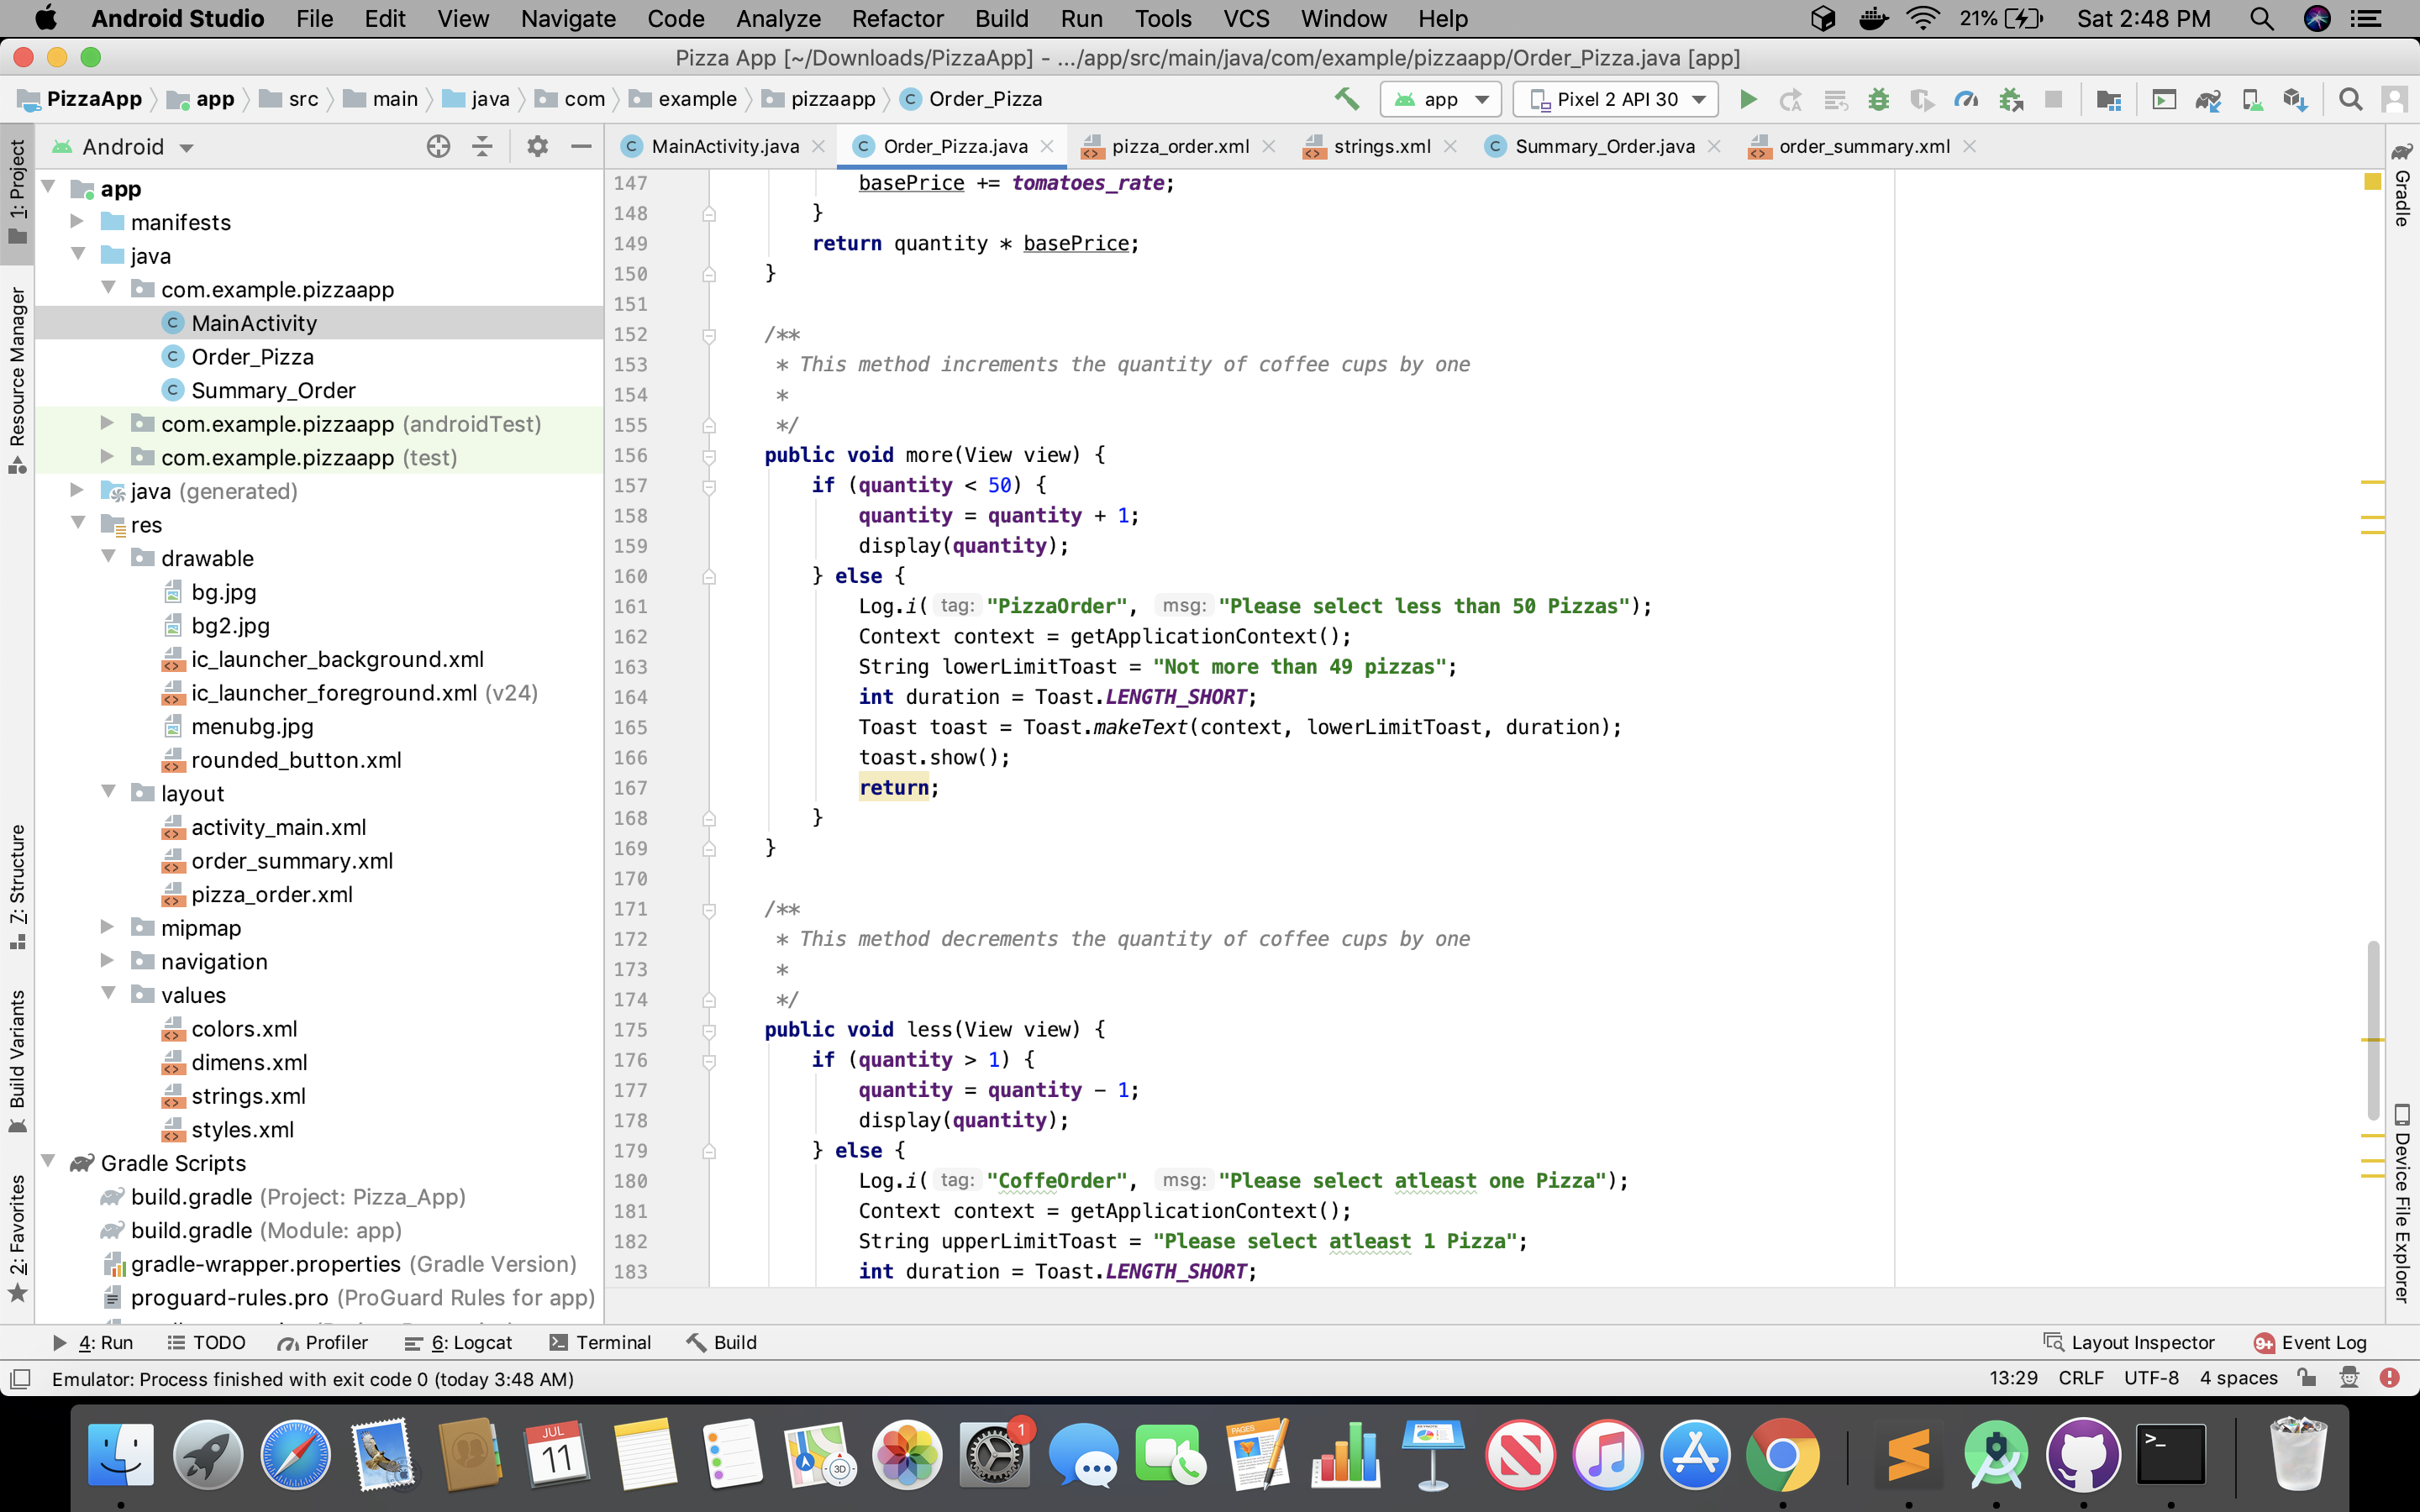 Android Studio File Edit View Navigate Code Analyze Refactor Build Run Tools VCS Window Help 21% Sat 2:48 PM
Pizza App [~/Downloads/PizzaApp] - .../app/src/main/java/com/example/pizzaapp/Order_Pizza.java [app]
PizzaApp app src main java com example pizzaapp Order_Pizza app Pixel 2 API 30
Android
MainActivity.java Order_Pizza.java pizza_order.xml strings.xml Summary_Order.java order_summary.xml
1: Project
Resource Manager
7: Structure
Build Variants
2: Favorites
app
manifests
java
com.example.pizzaapp
MainActivity
Order_Pizza
Summary_Order
com.example.pizzaapp (androidTest)
com.example.pizzaapp (test)
java (generated)
res
drawable
bg.jpg
bg2.jpg
ic_launcher_background.xml
ic_launcher_foreground.xml (v24)
menubg.jpg
rounded_button.xml
layout
activity_main.xml
order_summary.xml
pizza_order.xml
mipmap
navigation
values
colors.xml
dimens.xml
strings.xml
styles.xml
Gradle Scripts
build.gradle (Project: Pizza_App)
build.gradle (Module: app)
gradle-wrapper.properties (Gradle Version)
proguard-rules.pro (ProGuard Rules for app)
147 basePrice += tomatoes_rate;
148 }
149 return quantity * basePrice;
150 }
151
152 /**
153 * This method increments the quantity of coffee cups by one
154 *
155 */
156 public void more(View view) {
157 if (quantity < 50) {
158 quantity = quantity + 1;
159 display(quantity);
160 } else {
161 Log.i( tag: "PizzaOrder", msg: "Please select less than 50 Pizzas");
162 Context context = getApplicationContext();
163 String lowerLimitToast = "Not more than 49 pizzas";
164 int duration = Toast.LENGTH_SHORT;
165 Toast toast = Toast.makeText(context, lowerLimitToast, duration);
166 toast.show();
167 return;
168 }
169 }
170
171 /**
172 * This method decrements the quantity of coffee cups by one
173 *
174 */
175 public void less(View view) {
176 if (quantity > 1) {
177 quantity = quantity - 1;
178 display(quantity);
179 } else {
180 Log.i( tag: "CoffeOrder", msg: "Please select atleast one Pizza");
181 Context context = getApplicationContext();
182 String upperLimitToast = "Please select atleast 1 Pizza";
183 int duration = Toast.LENGTH_SHORT;
Gradle
Device File Explorer
4: Run TODO Profiler 6: Logcat Terminal Build Layout Inspector 9+ Event Log
Emulator: Process finished with exit code 0 (today 3:48 AM) 13:29 CRLF UTF-8 4 spaces
JUL
11
3D
1
PAGES
>_